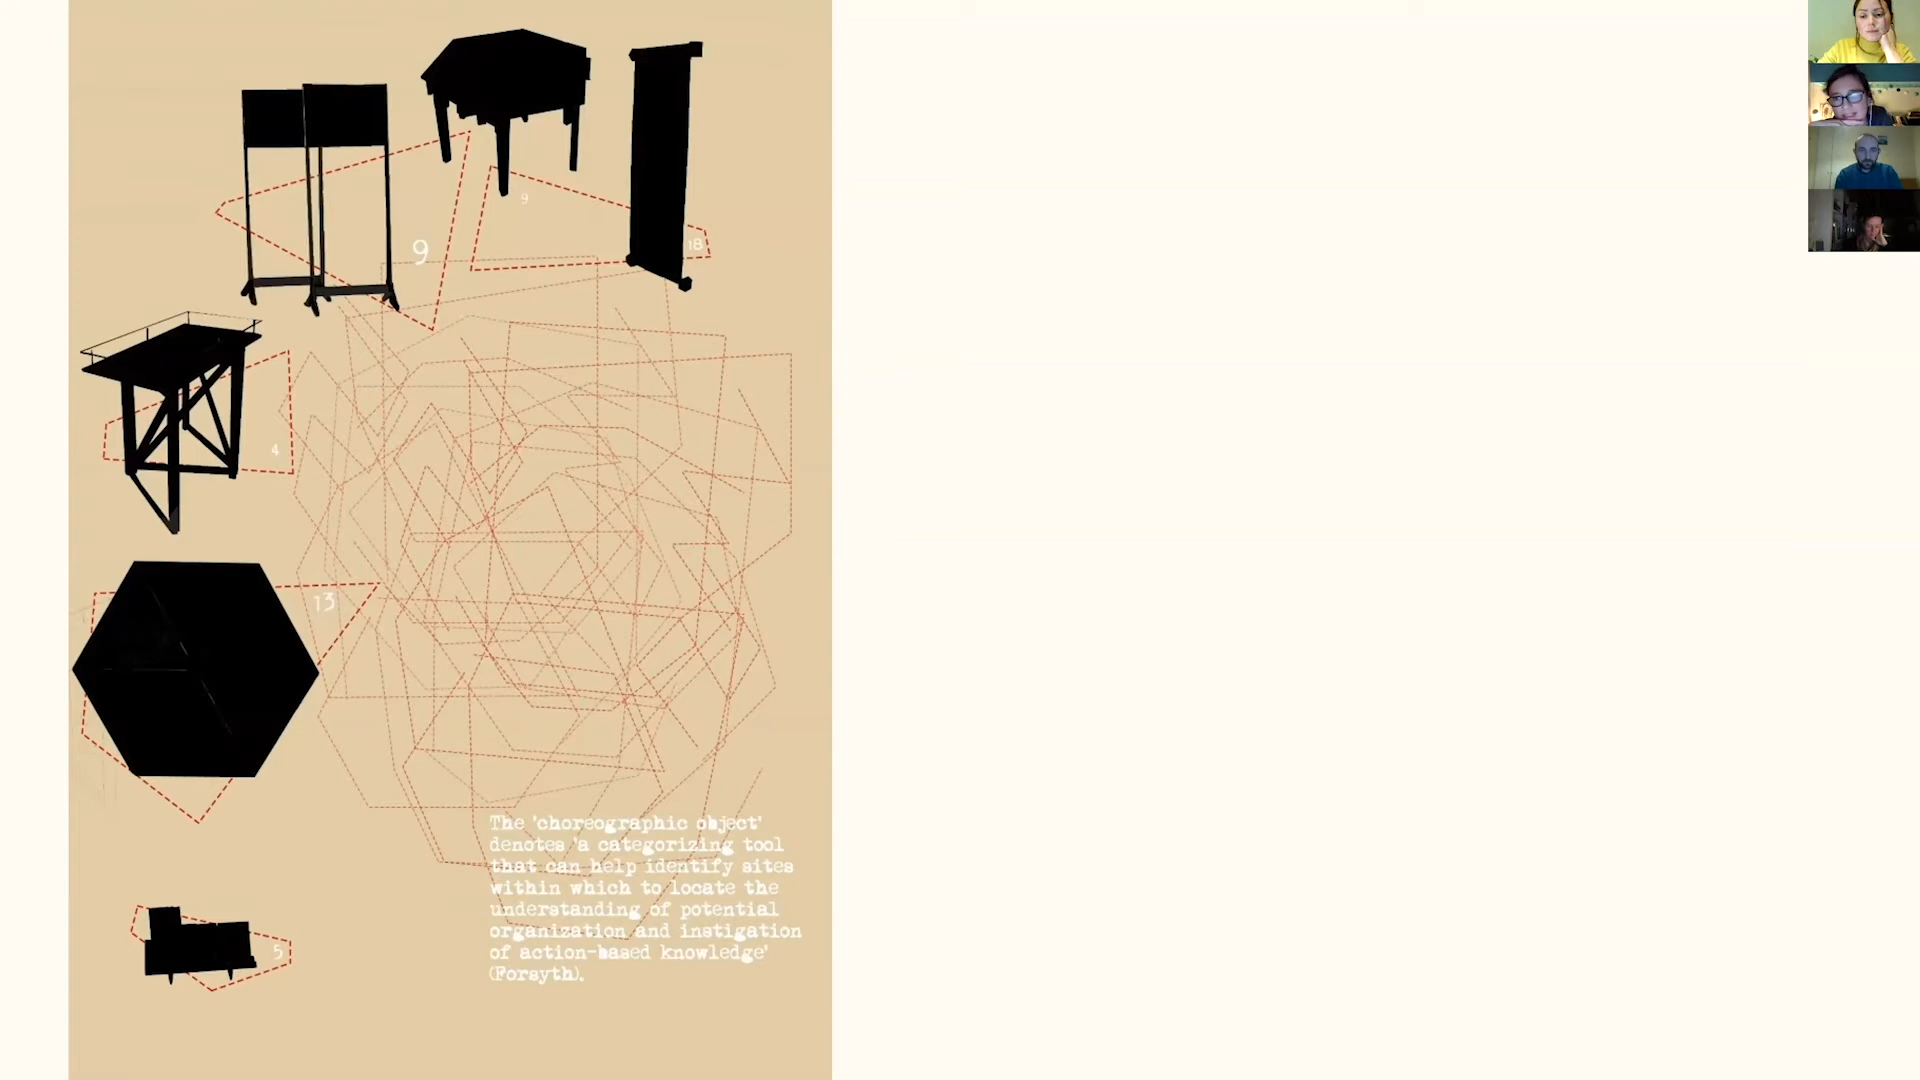 9
9
18
4
13
5
The 'choreographic object'
denotes 'a categorizing tool
that can help identify sites
within which to locate the
understanding of potential
organization and instigation
of action-based knowledge'
(Forsyth).